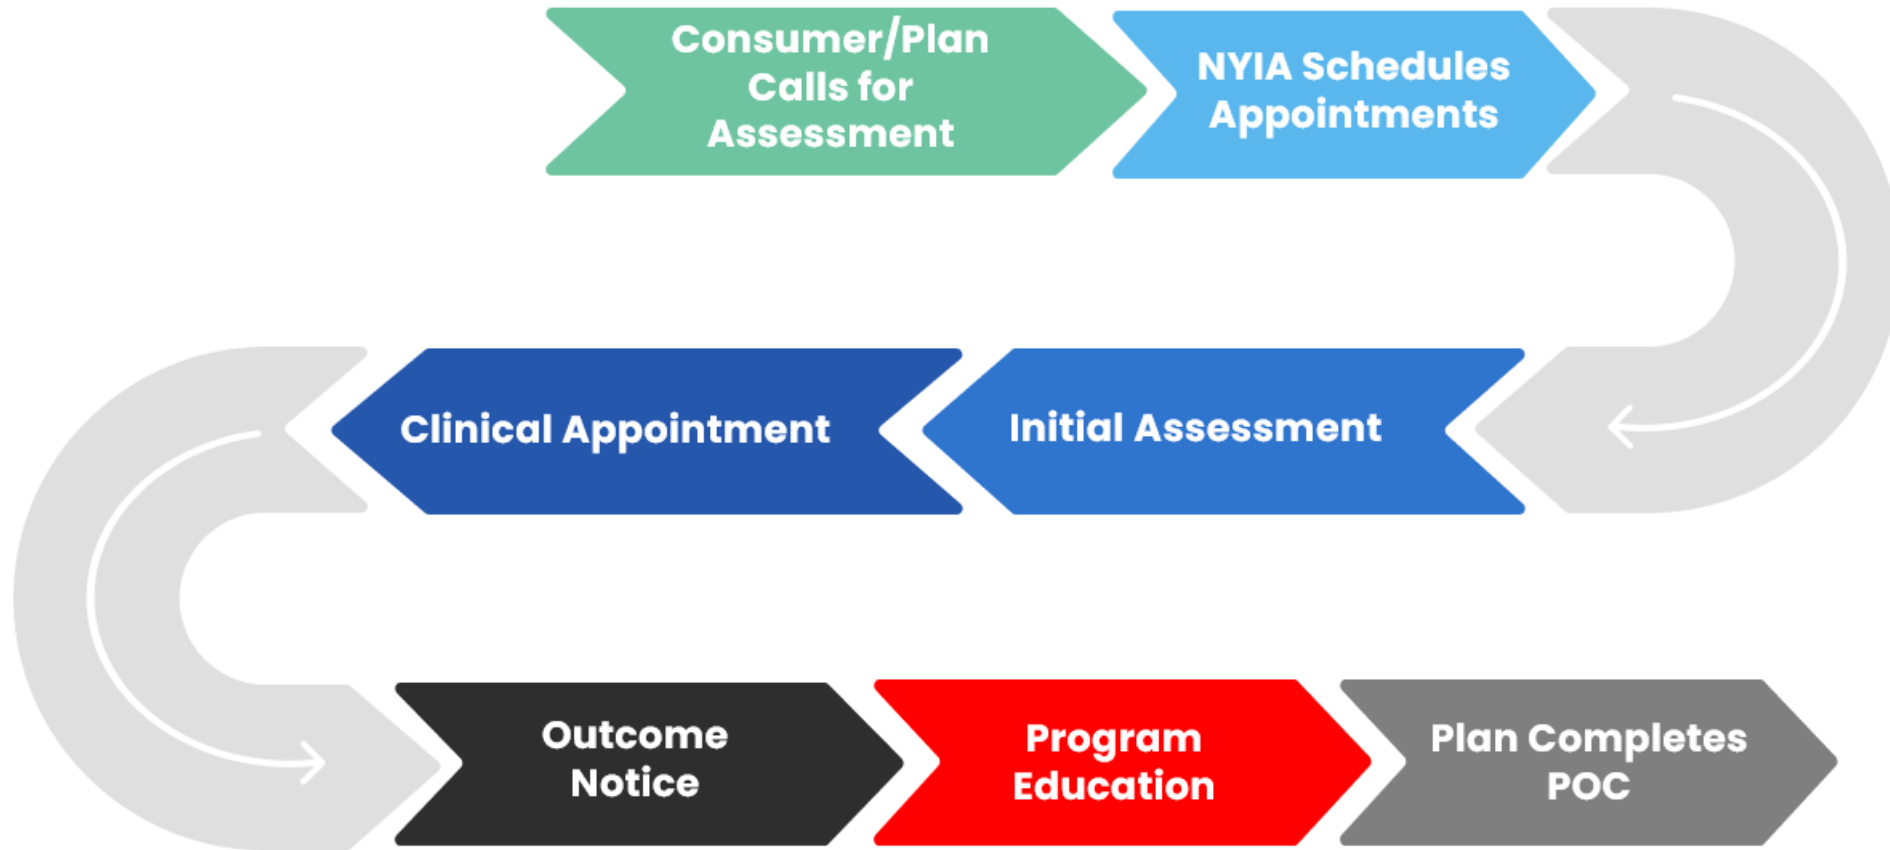 Consumer/Plan
Calls for
Assessment
NYIA Schedules
Appointments
Initial Assessment
Clinical Appointment
Outcome
Notice
Program
Education
Plan Completes
POC